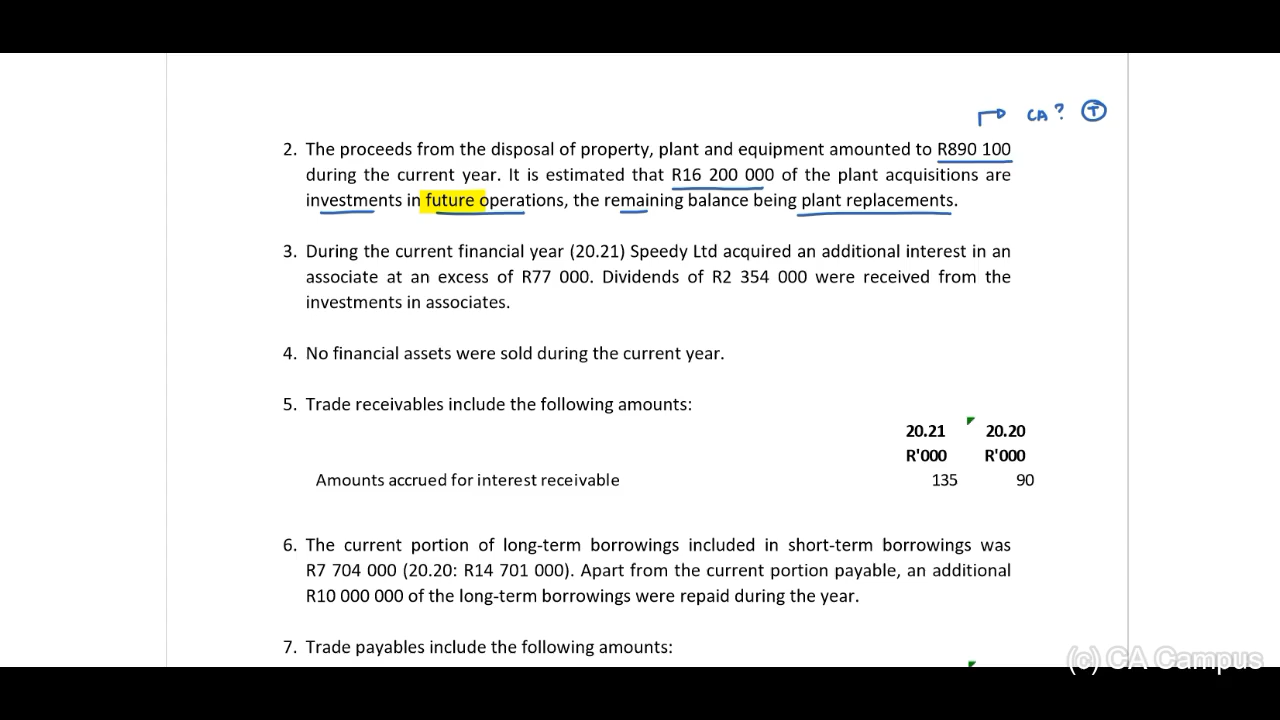 CA? T
2. The proceeds from the disposal of property, plant and equipment amounted to R890 100
during the current year. It is estimated that R16 200 000 of the plant acquisitions are
investments in future operations, the remaining balance being plant replacements.
3. During the current financial year (20.21) Speedy Ltd acquired an additional interest in an
associate at an excess of R77 000. Dividends of R2 354 000 were received from the
investments in associates.
4. No financial assets were sold during the current year.
5. Trade receivables include the following amounts:
20.21 20.20
R'000 R'000
Amounts accrued for interest receivable 135 90
6. The current portion of long-term borrowings included in short-term borrowings was
R7 704 000 (20.20: R14 701 000). Apart from the current portion payable, an additional
R10 000 000 of the long-term borrowings were repaid during the year.
7. Trade payables include the following amounts:
(c) CA Campus